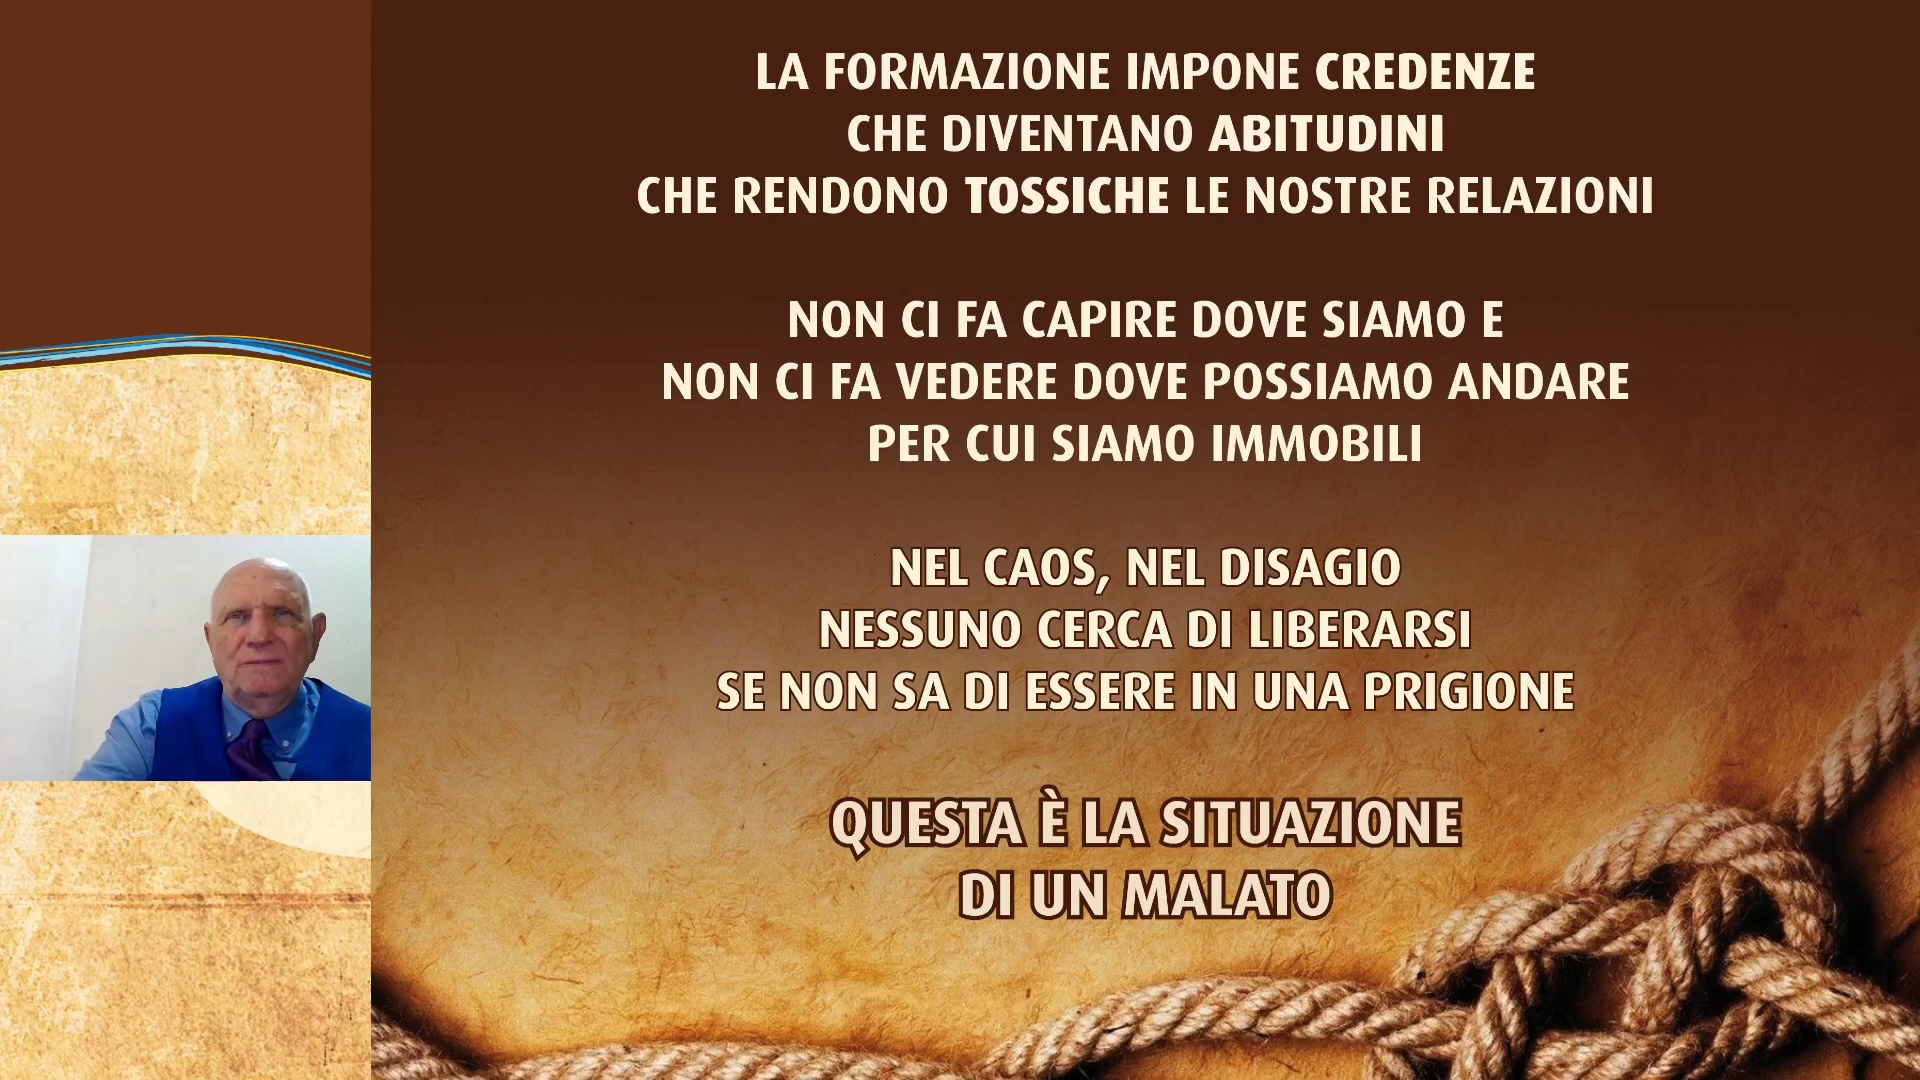 LA FORMAZIONE IMPONE CREDENZE
CHE DIVENTANO ABITUDINI
CHE RENDONO TOSSICHE LE NOSTRE RELAZIONI
NON CI FA CAPIRE DOVE SIAMO E
NON CI FA VEDERE DOVE POSSIAMO ANDARE
PER CUI SIAMO IMMOBILI
NEL CAOS, NEL DISAGIO
NESSUNO CERCA DI LIBERARSI
SE NON SA DI ESSERE IN UNA PRIGIONE
QUESTA È LA SITUAZIONE
DI UN MALATO